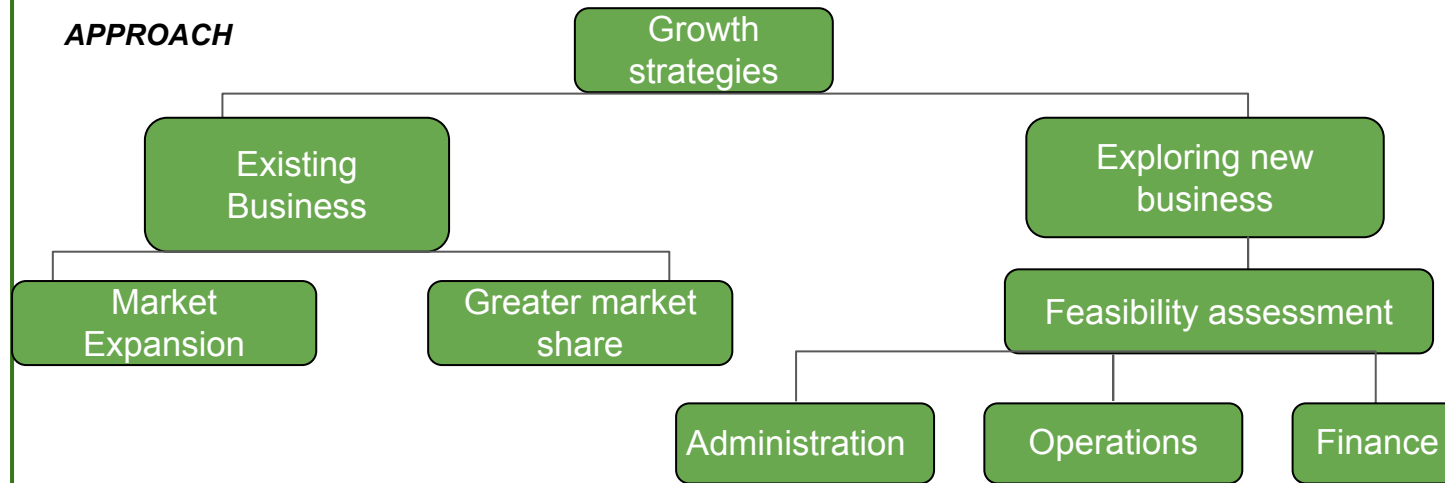 APPROACH
Growth
strategies
Existing
Business
Exploring new
business
Market
Expansion
Greater market
share
Feasibility assessment
Administration
Operations
Finance